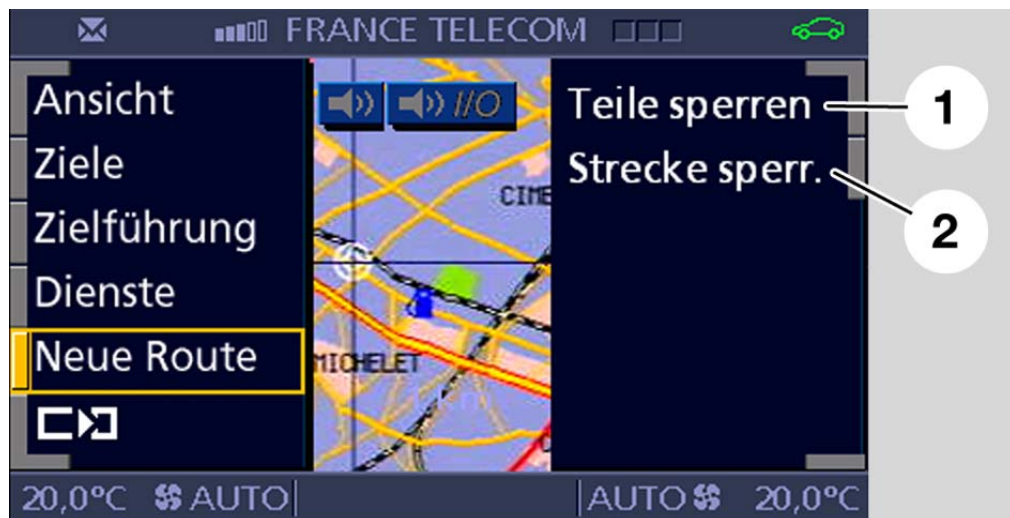 FRANCE TELECOM
Ansicht
Ziele
Zielführung
Dienste
Neue Route
I/O
MICHELET
Teile sperren
1
Strecke sperr.
2
20,0°C AUTO
AUTO 20,0°C